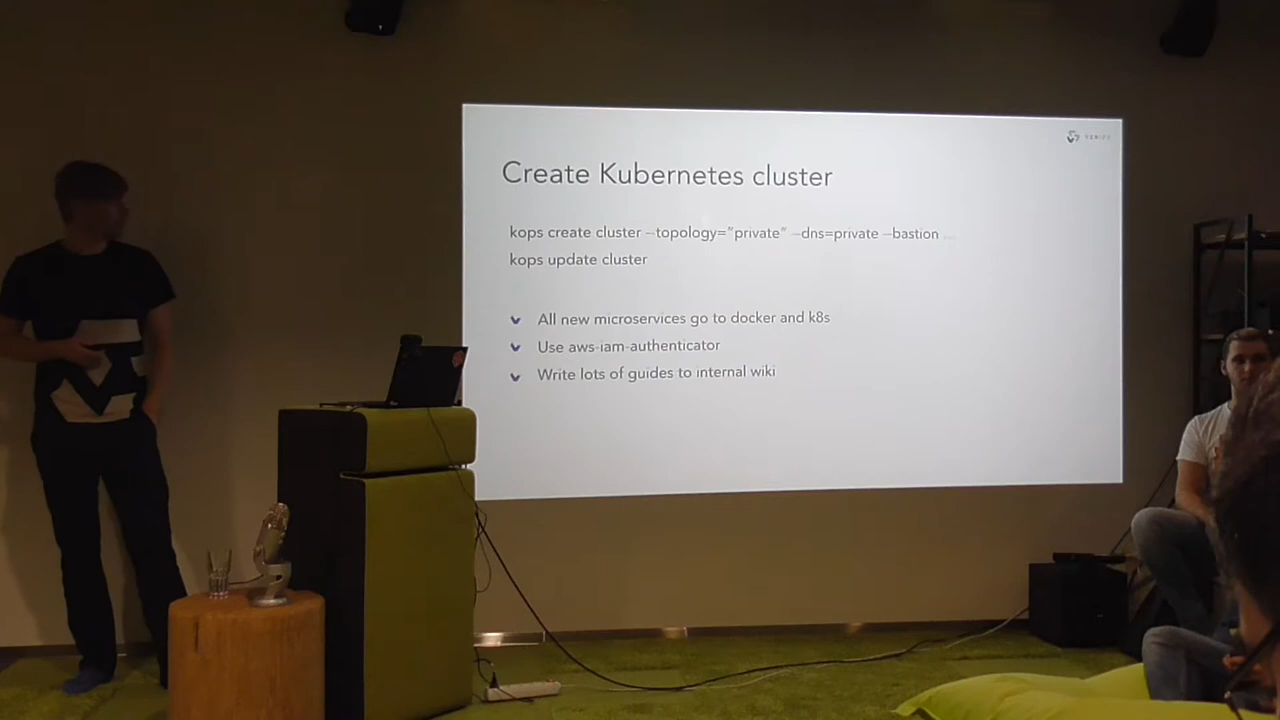 VERIFF
Create Kubernetes cluster
kops create cluster –topology="private" –dns=private –bastion ...
kops update cluster
All new microservices go to docker and k8s
Use aws-iam-authenticator
Write lots of guides to internal wiki